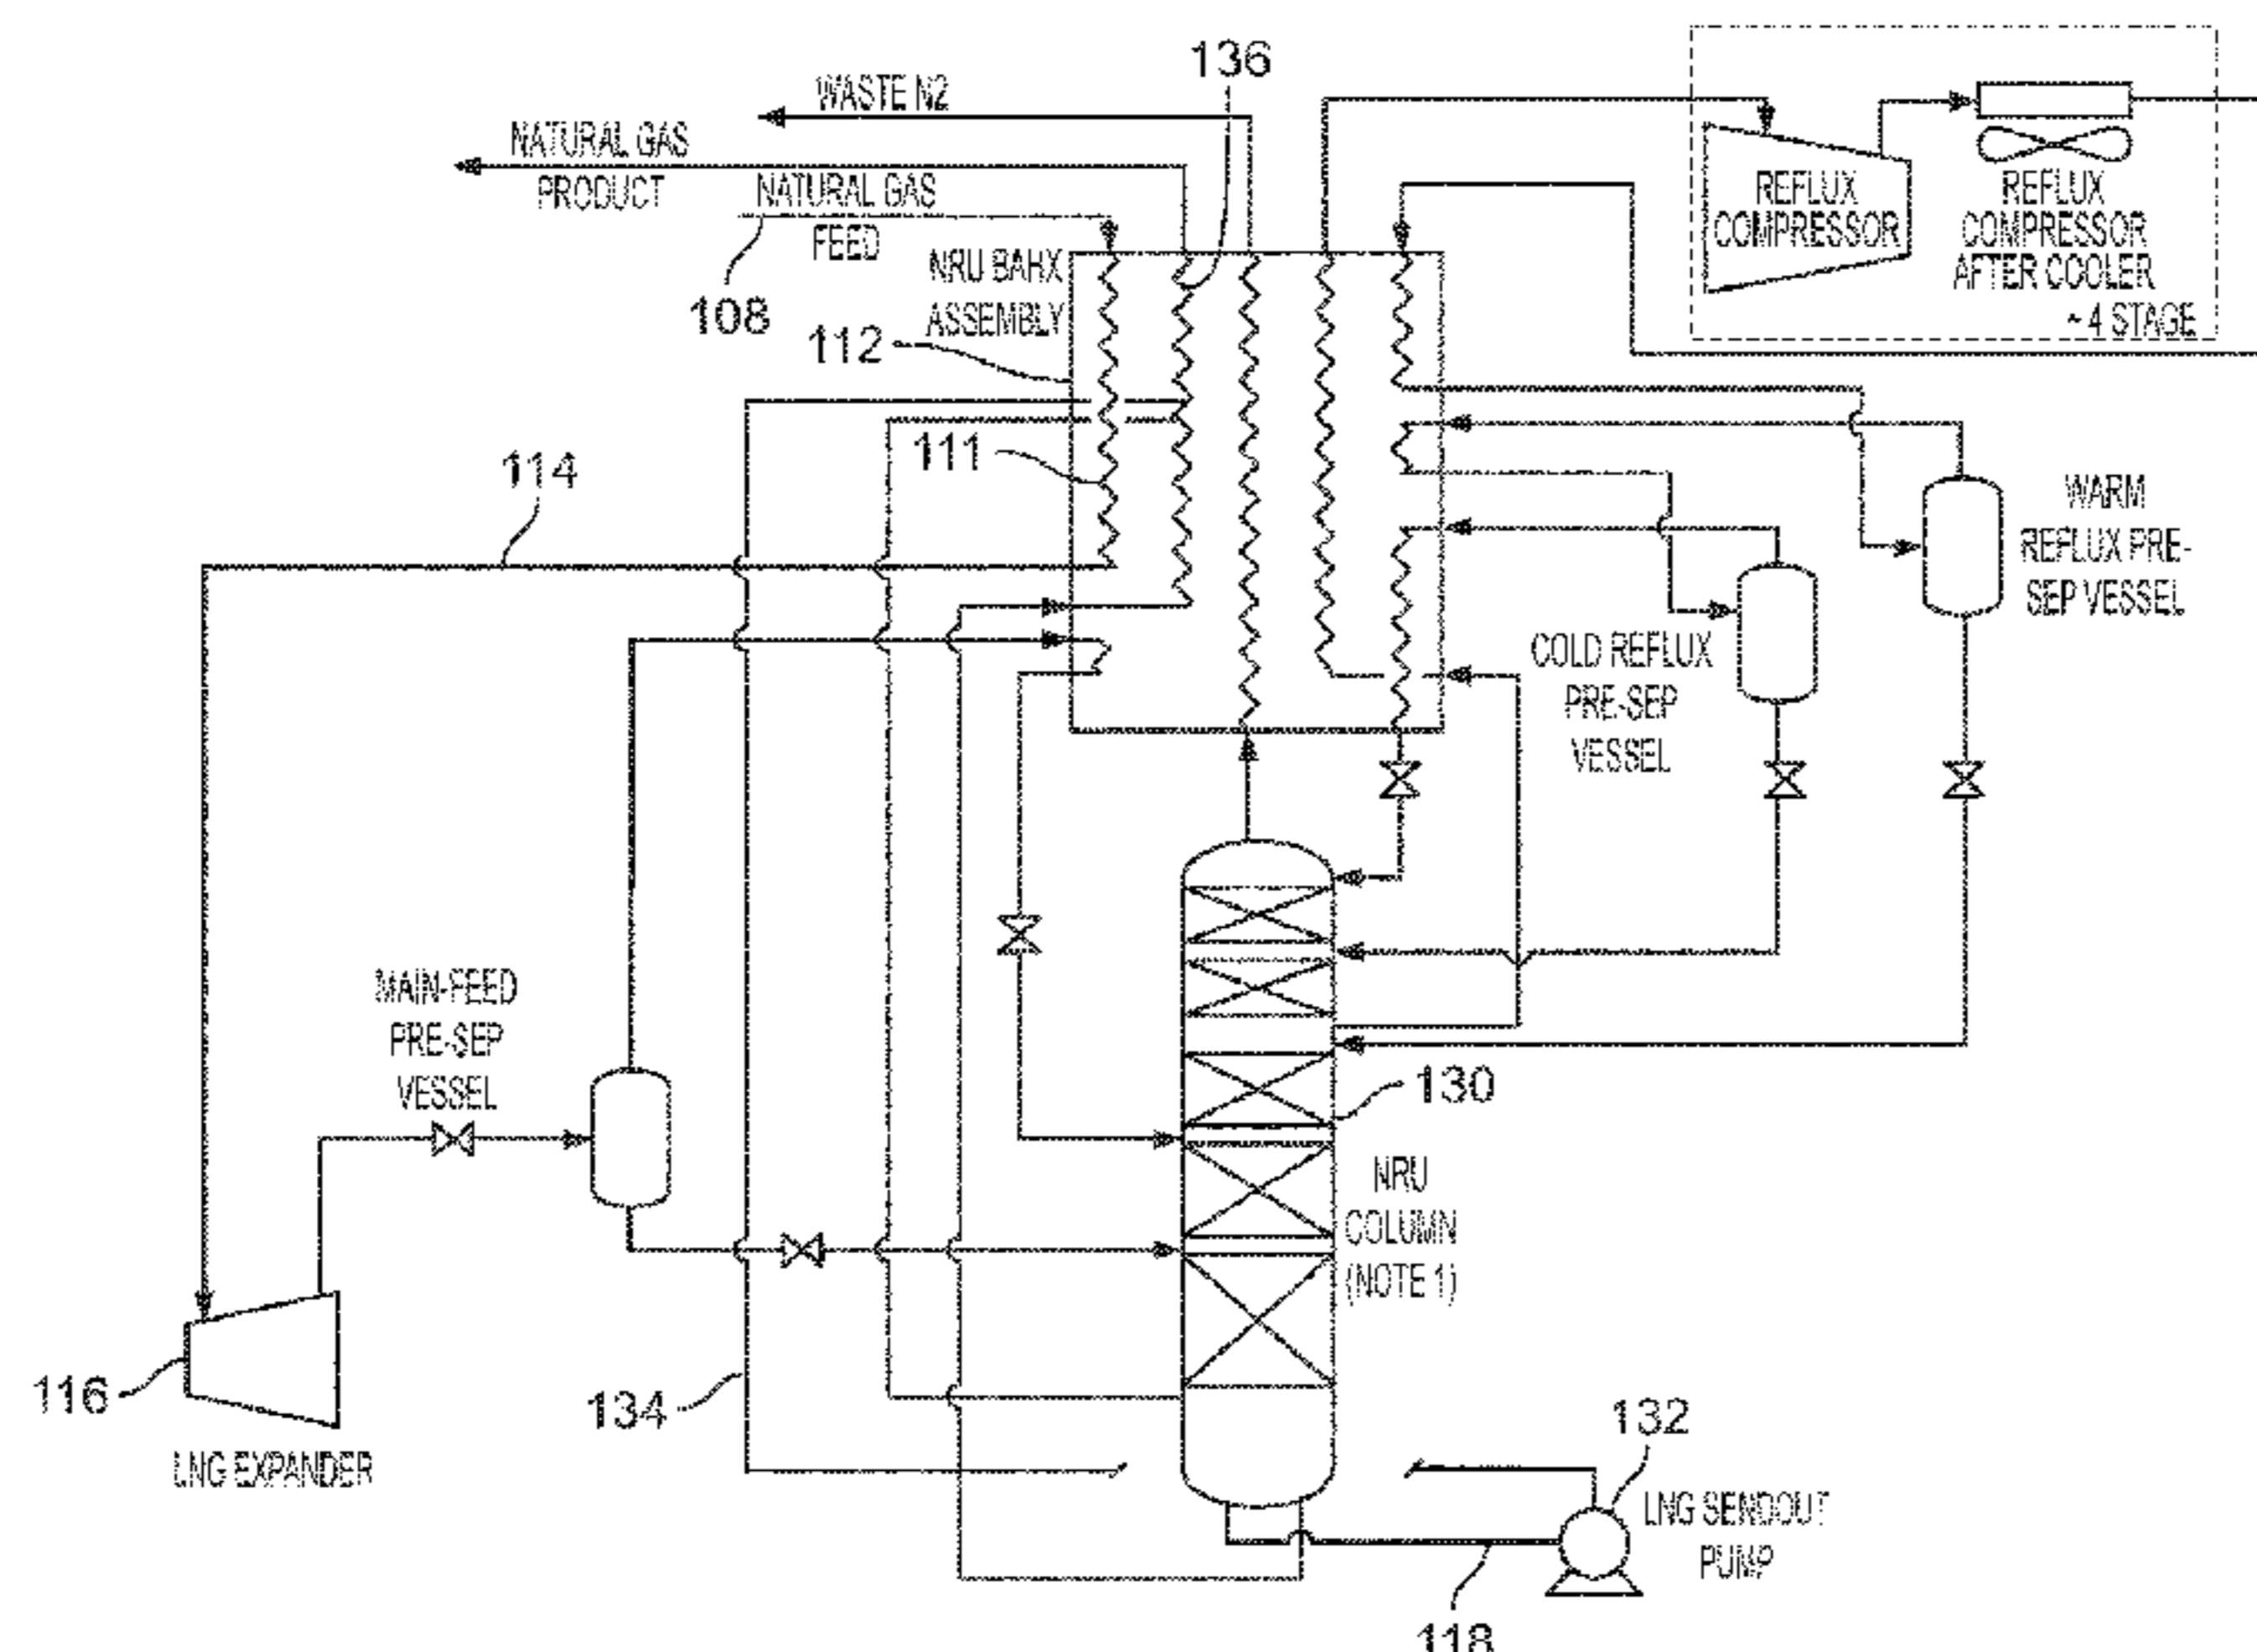 136
WASTE N2
NATURAL GAS
PRODUCT
NATURAL GAS
FEED
108
NRU BAHX
ASSEMBLY
112
111
114
REFLUX
COMPRESSOR
REFLUX
COMPRESSOR
AFTER COOLER
~ 4 STAGE
WARM
REFLUX PRE-
SEP VESSEL
COLD REFLUX
PRE-SEP
VESSEL
MAIN-FEED
PRE-SEP
VESSEL
130
NRU
COLUMN
(NOTE 1)
116
LNG EXPANDER
134
132
LNG SENDOUT
PUMP
118